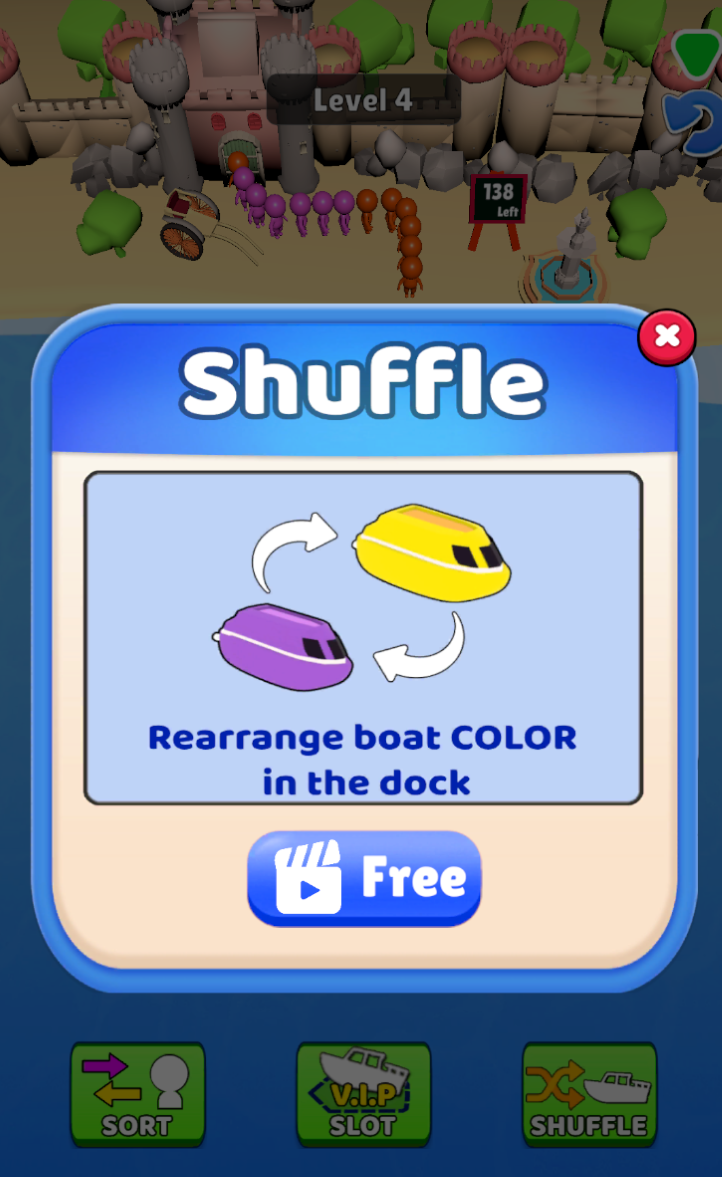 Level 4
138
Left
Shuffle
Rearrange boat COLOR
in the dock
Free
SORT
V.I.P
SLOT
SHUFFLE